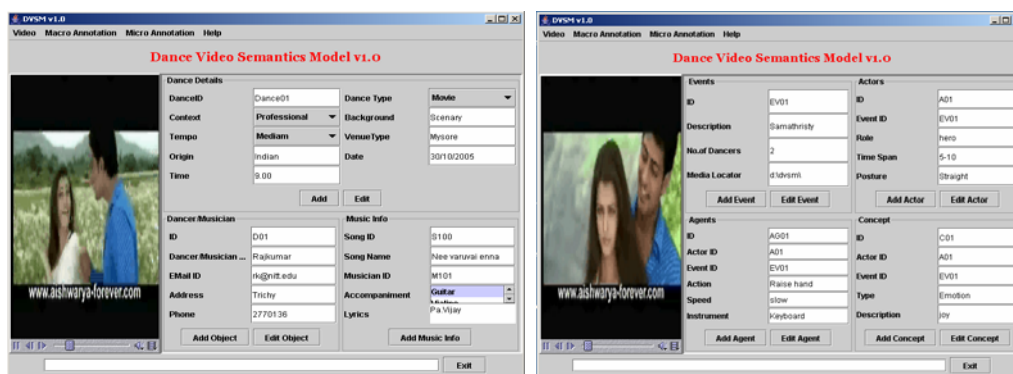 DVSM v1.0
Video Macro Annotation Micro Annotation Help
Dance Video Semantics Model v1.0
www.aishwarya-forever.com
Dance Details
DanceID Dance01 Dance Type Movie
Context Professional Background Scenary
Tempo Mediam VenueType Mysore
Origin Indian Date 30/10/2005
Time 9.00
Add Edit
Dancer/Musician
ID D01
Dancer/Musician ... Rajkumar
EMail ID rk@nitt.edu
Address Trichy
Phone 2770136
Add Object Edit Object
Music Info
Song ID S100
Song Name Nee varuvai enna
Musician ID M101
Accompaniment Guitar
Lyrics Pa.Vijay
Add Music Info
Exit
DVSM v1.0
Video Macro Annotation Micro Annotation Help
Dance Video Semantics Model v1.0
www.aishwarya-forever.com
Events
ID EV01
Description Samathristy
No.of Dancers 2
Media Locator d:\dvsm\
Add Event Edit Event
Actors
ID A01
Event ID EV01
Role hero
Time Span 5-10
Posture Straight
Add Actor Edit Actor
Agents
ID AG01
Actor ID A01
Event ID EV01
Action Raise hand
Speed slow
Instrument Keyboard
Add Agent Edit Agent
Concept
ID C01
Actor ID A01
Event ID EV01
Type Emotion
Description joy
Add Concept Edit Concept
Exit